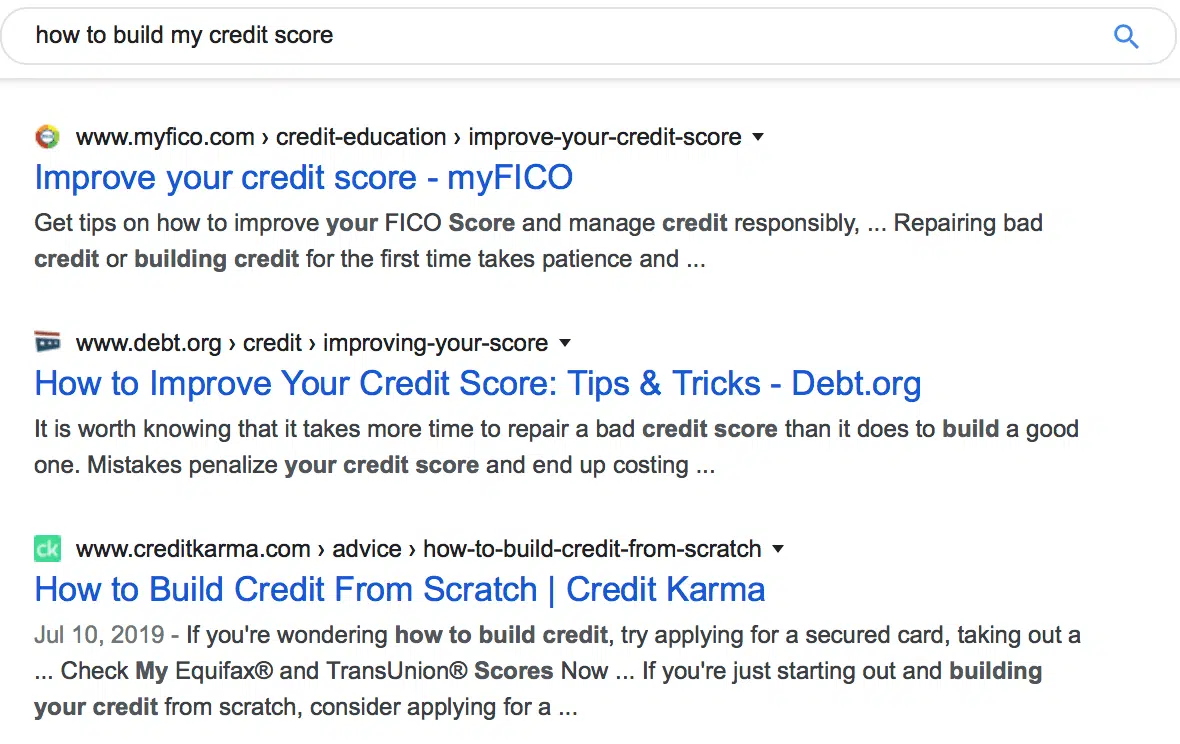 how to build my credit score
www.myfico.com › credit-education › improve-your-credit-score
Improve your credit score - myFICO
Get tips on how to improve your FICO Score and manage credit responsibly, ... Repairing bad
credit or building credit for the first time takes patience and ...
www.debt.org › credit › improving-your-score
How to Improve Your Credit Score: Tips & Tricks - Debt.org
It is worth knowing that it takes more time to repair a bad credit score than it does to build a good
one. Mistakes penalize your credit score and end up costing ...
ck www.creditkarma.com › advice › how-to-build-credit-from-scratch
How to Build Credit From Scratch | Credit Karma
Jul 10, 2019 - If you're wondering how to build credit, try applying for a secured card, taking out a
... Check My Equifax® and TransUnion® Scores Now ... If you're just starting out and building
your credit from scratch, consider applying for a ...